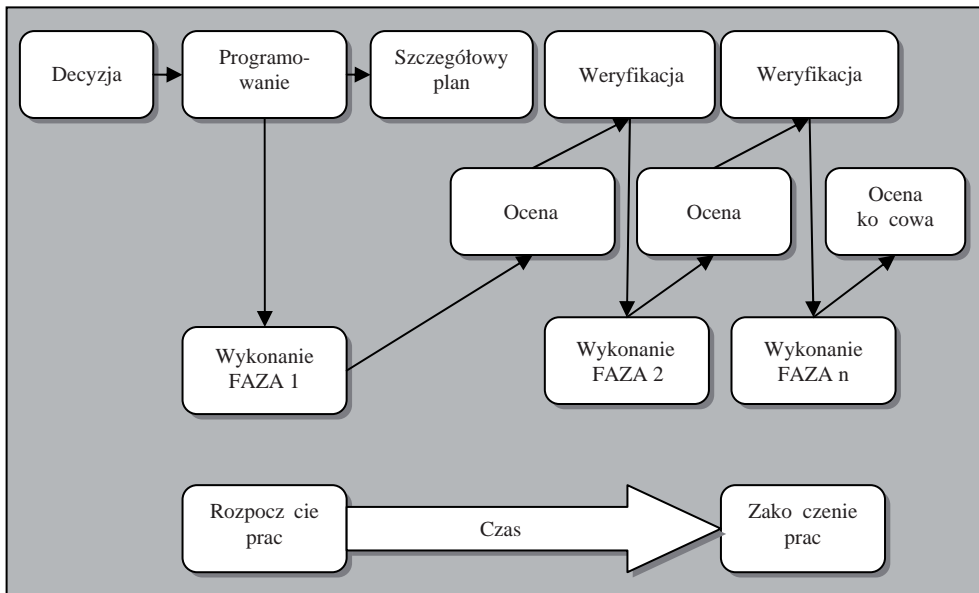 Decyzja
Programo-
wanie
Szczegółowy
plan
Weryfikacja
Weryfikacja
Ocena
Ocena
Ocena
ko cowa
Wykonanie
FAZA 1
Wykonanie
FAZA 2
Wykonanie
FAZA n
Rozpocz cie
prac
Czas
Zako czenie
prac